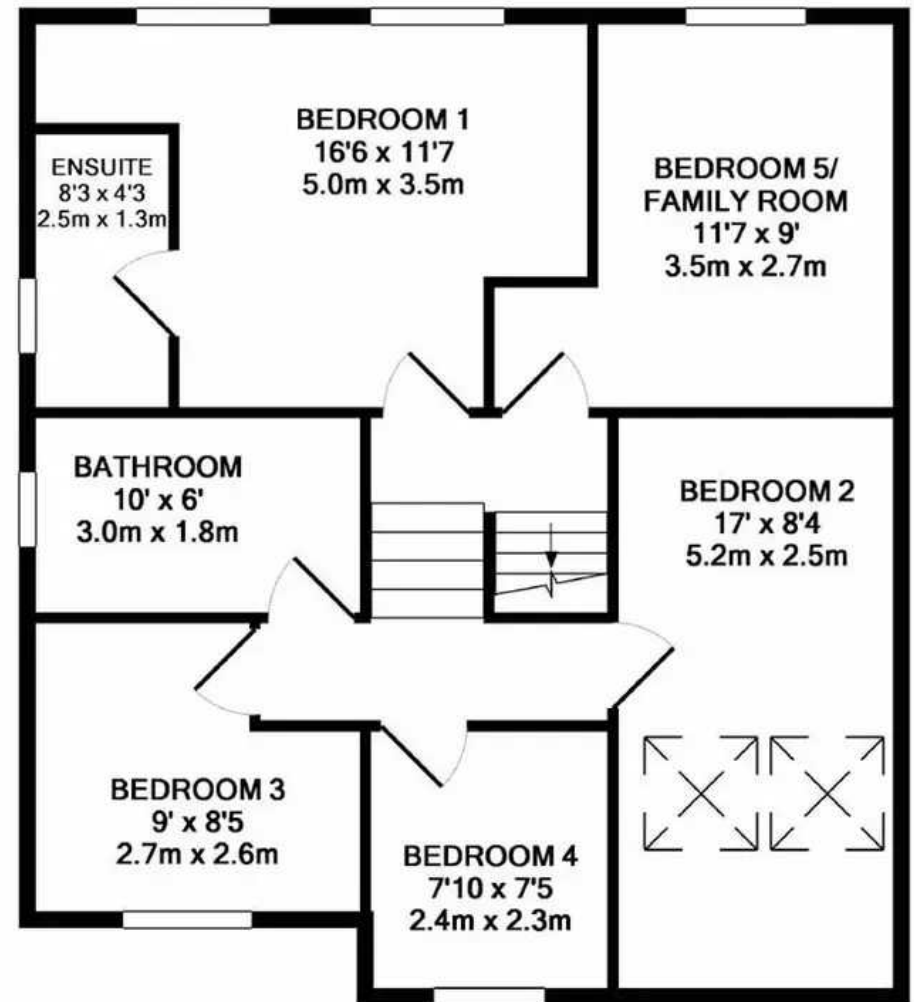 BEDROOM 1
16'6 x 11'7
5.0m x 3.5m
ENSUITE
8'3 x 4'3
2.5m x 1.3m
BEDROOM 5/
FAMILY ROOM
11'7 x 9'
3.5m x 2.7m
BATHROOM
10' x 6'
3.0m x 1.8m
BEDROOM 2
17' x 8'4
5.2m x 2.5m
BEDROOM 3
9' x 8'5
2.7m x 2.6m
BEDROOM 4
7'10 x 7'5
2.4m x 2.3m